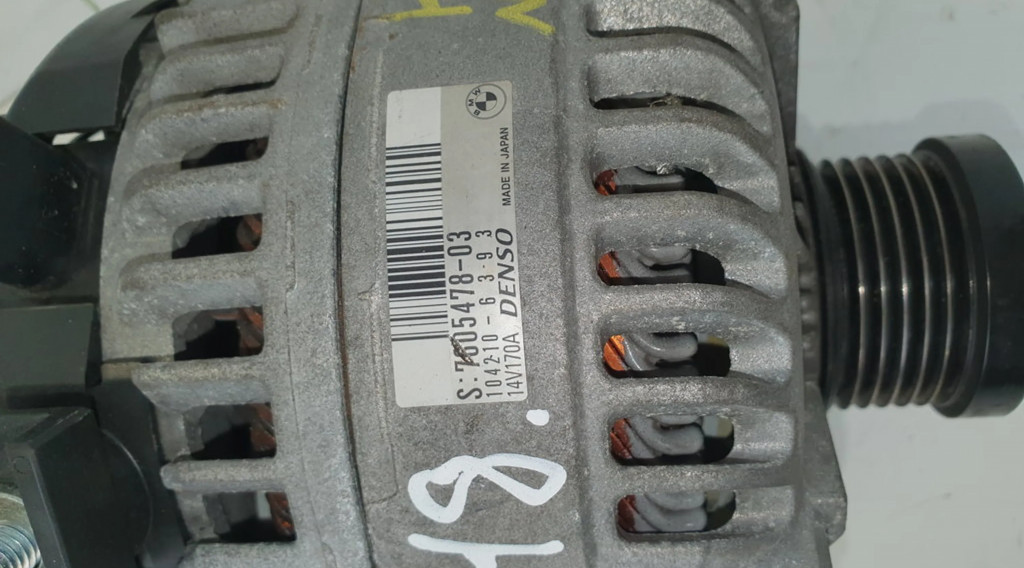 BMW
MADE IN JAPAN
S:7605478-03
104210-6393
14V170A DENSO
18.